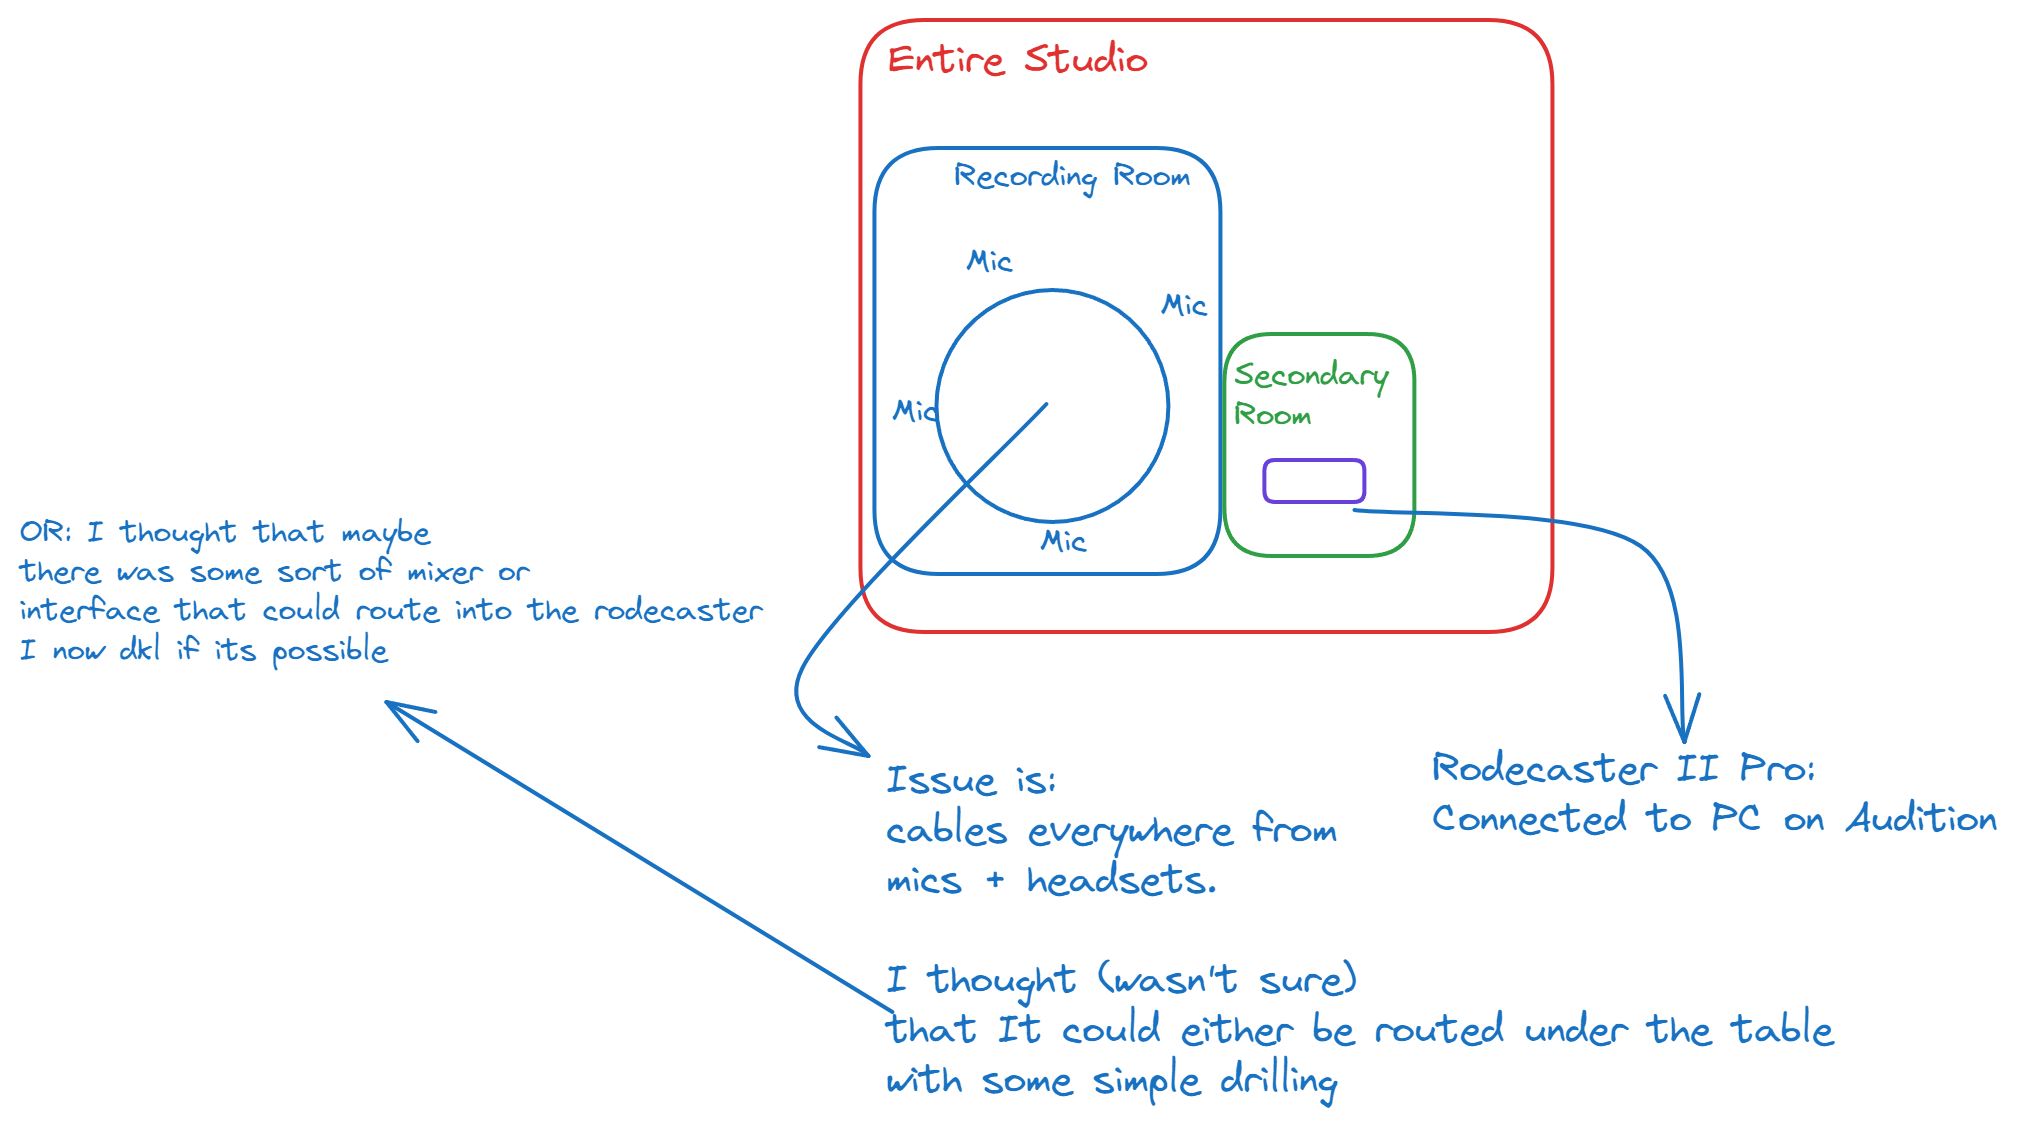 Entire Studio
Recording Room
Mic
Mic
Mic
Mic
Secondary
Room
OR: I thought that maybe
there was some sort of mixer or
interface that could route into the rodecaster
I now dkl if its possible
Issue is:
cables everywhere from
mics + headsets.
I thought (wasn't sure)
that It could either be routed under the table
with some simple drilling
Rodecaster II Pro:
Connected to PC on Audition